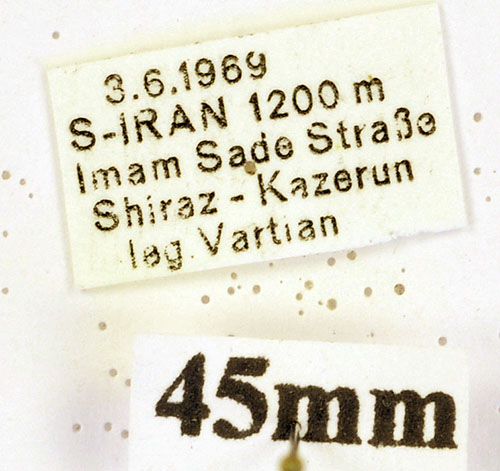 3.6.1969
S-IRAN 1200 m
Imam Sade Straße
Shiraz - Kazerun
leg. Vartian
45mm